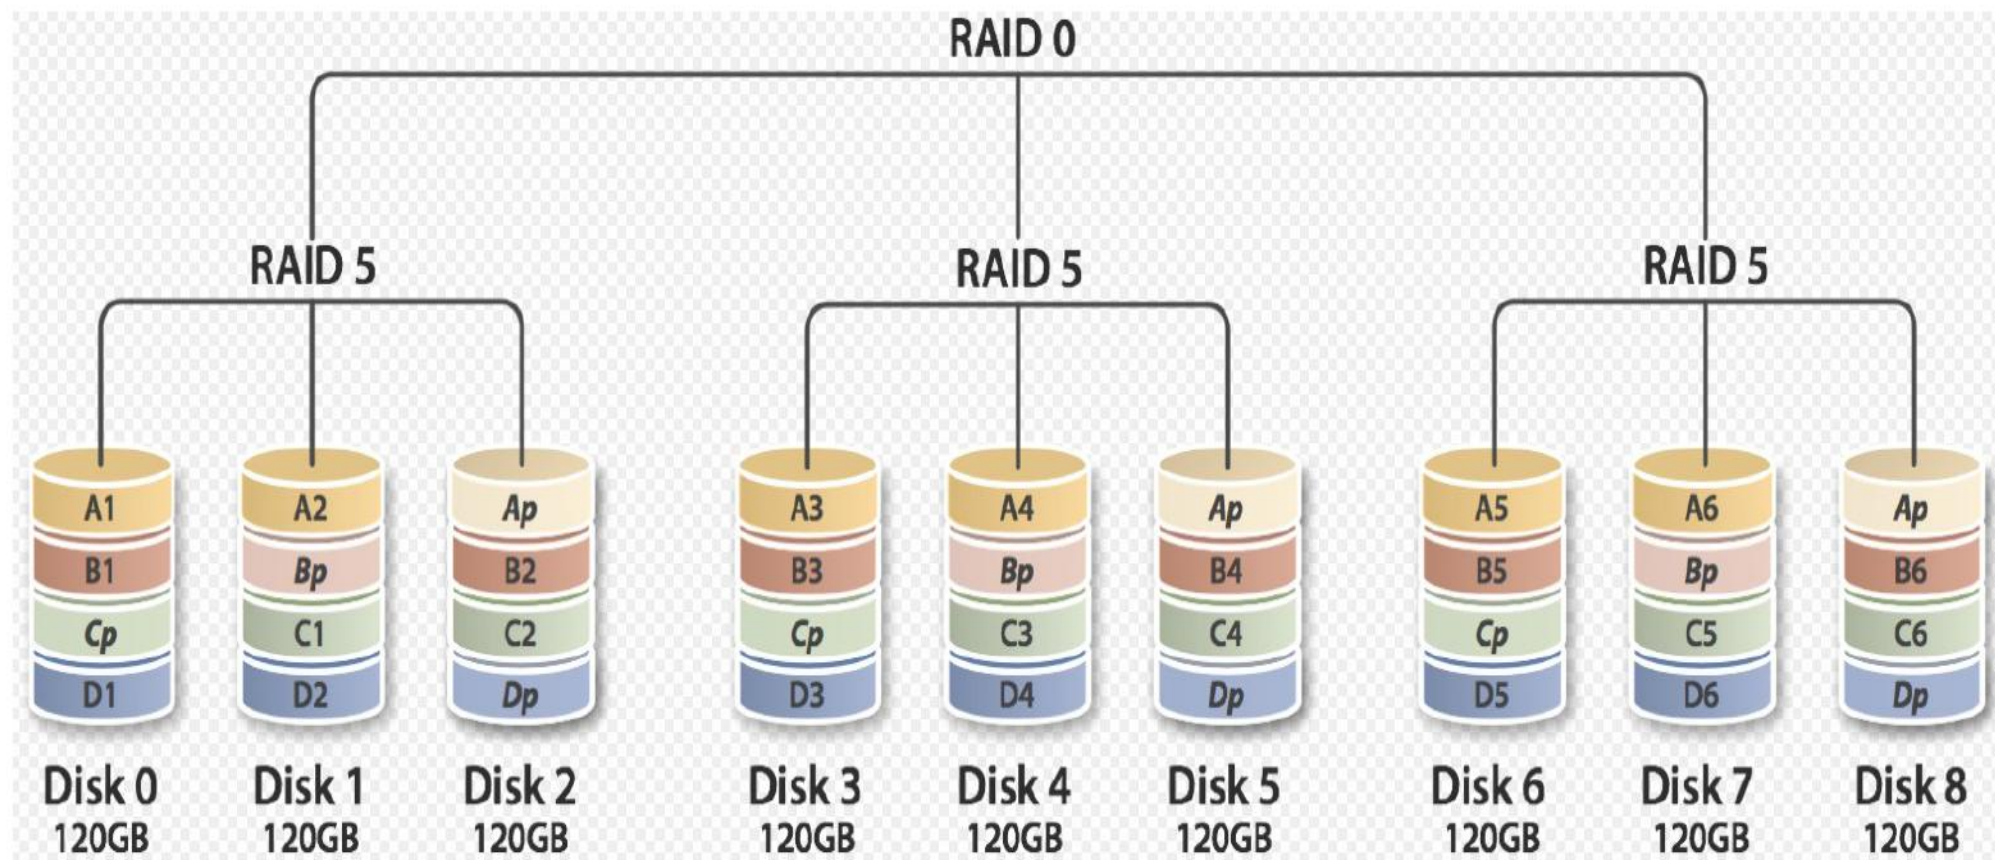 RAID 0
RAID 5 RAID 5 RAID 5
A1 A2 Ap A3 A4 Ap A5 A6 Ap
B1 Bp B2 B3 Bp B4 B5 Bp B6
Cp C1 C2 Cp C3 C4 Cp C5 C6
D1 D2 Dp D3 D4 Dp D5 D6 Dp
Disk 0 Disk 1 Disk 2 Disk 3 Disk 4 Disk 5 Disk 6 Disk 7 Disk 8
120GB 120GB 120GB 120GB 120GB 120GB 120GB 120GB 120GB